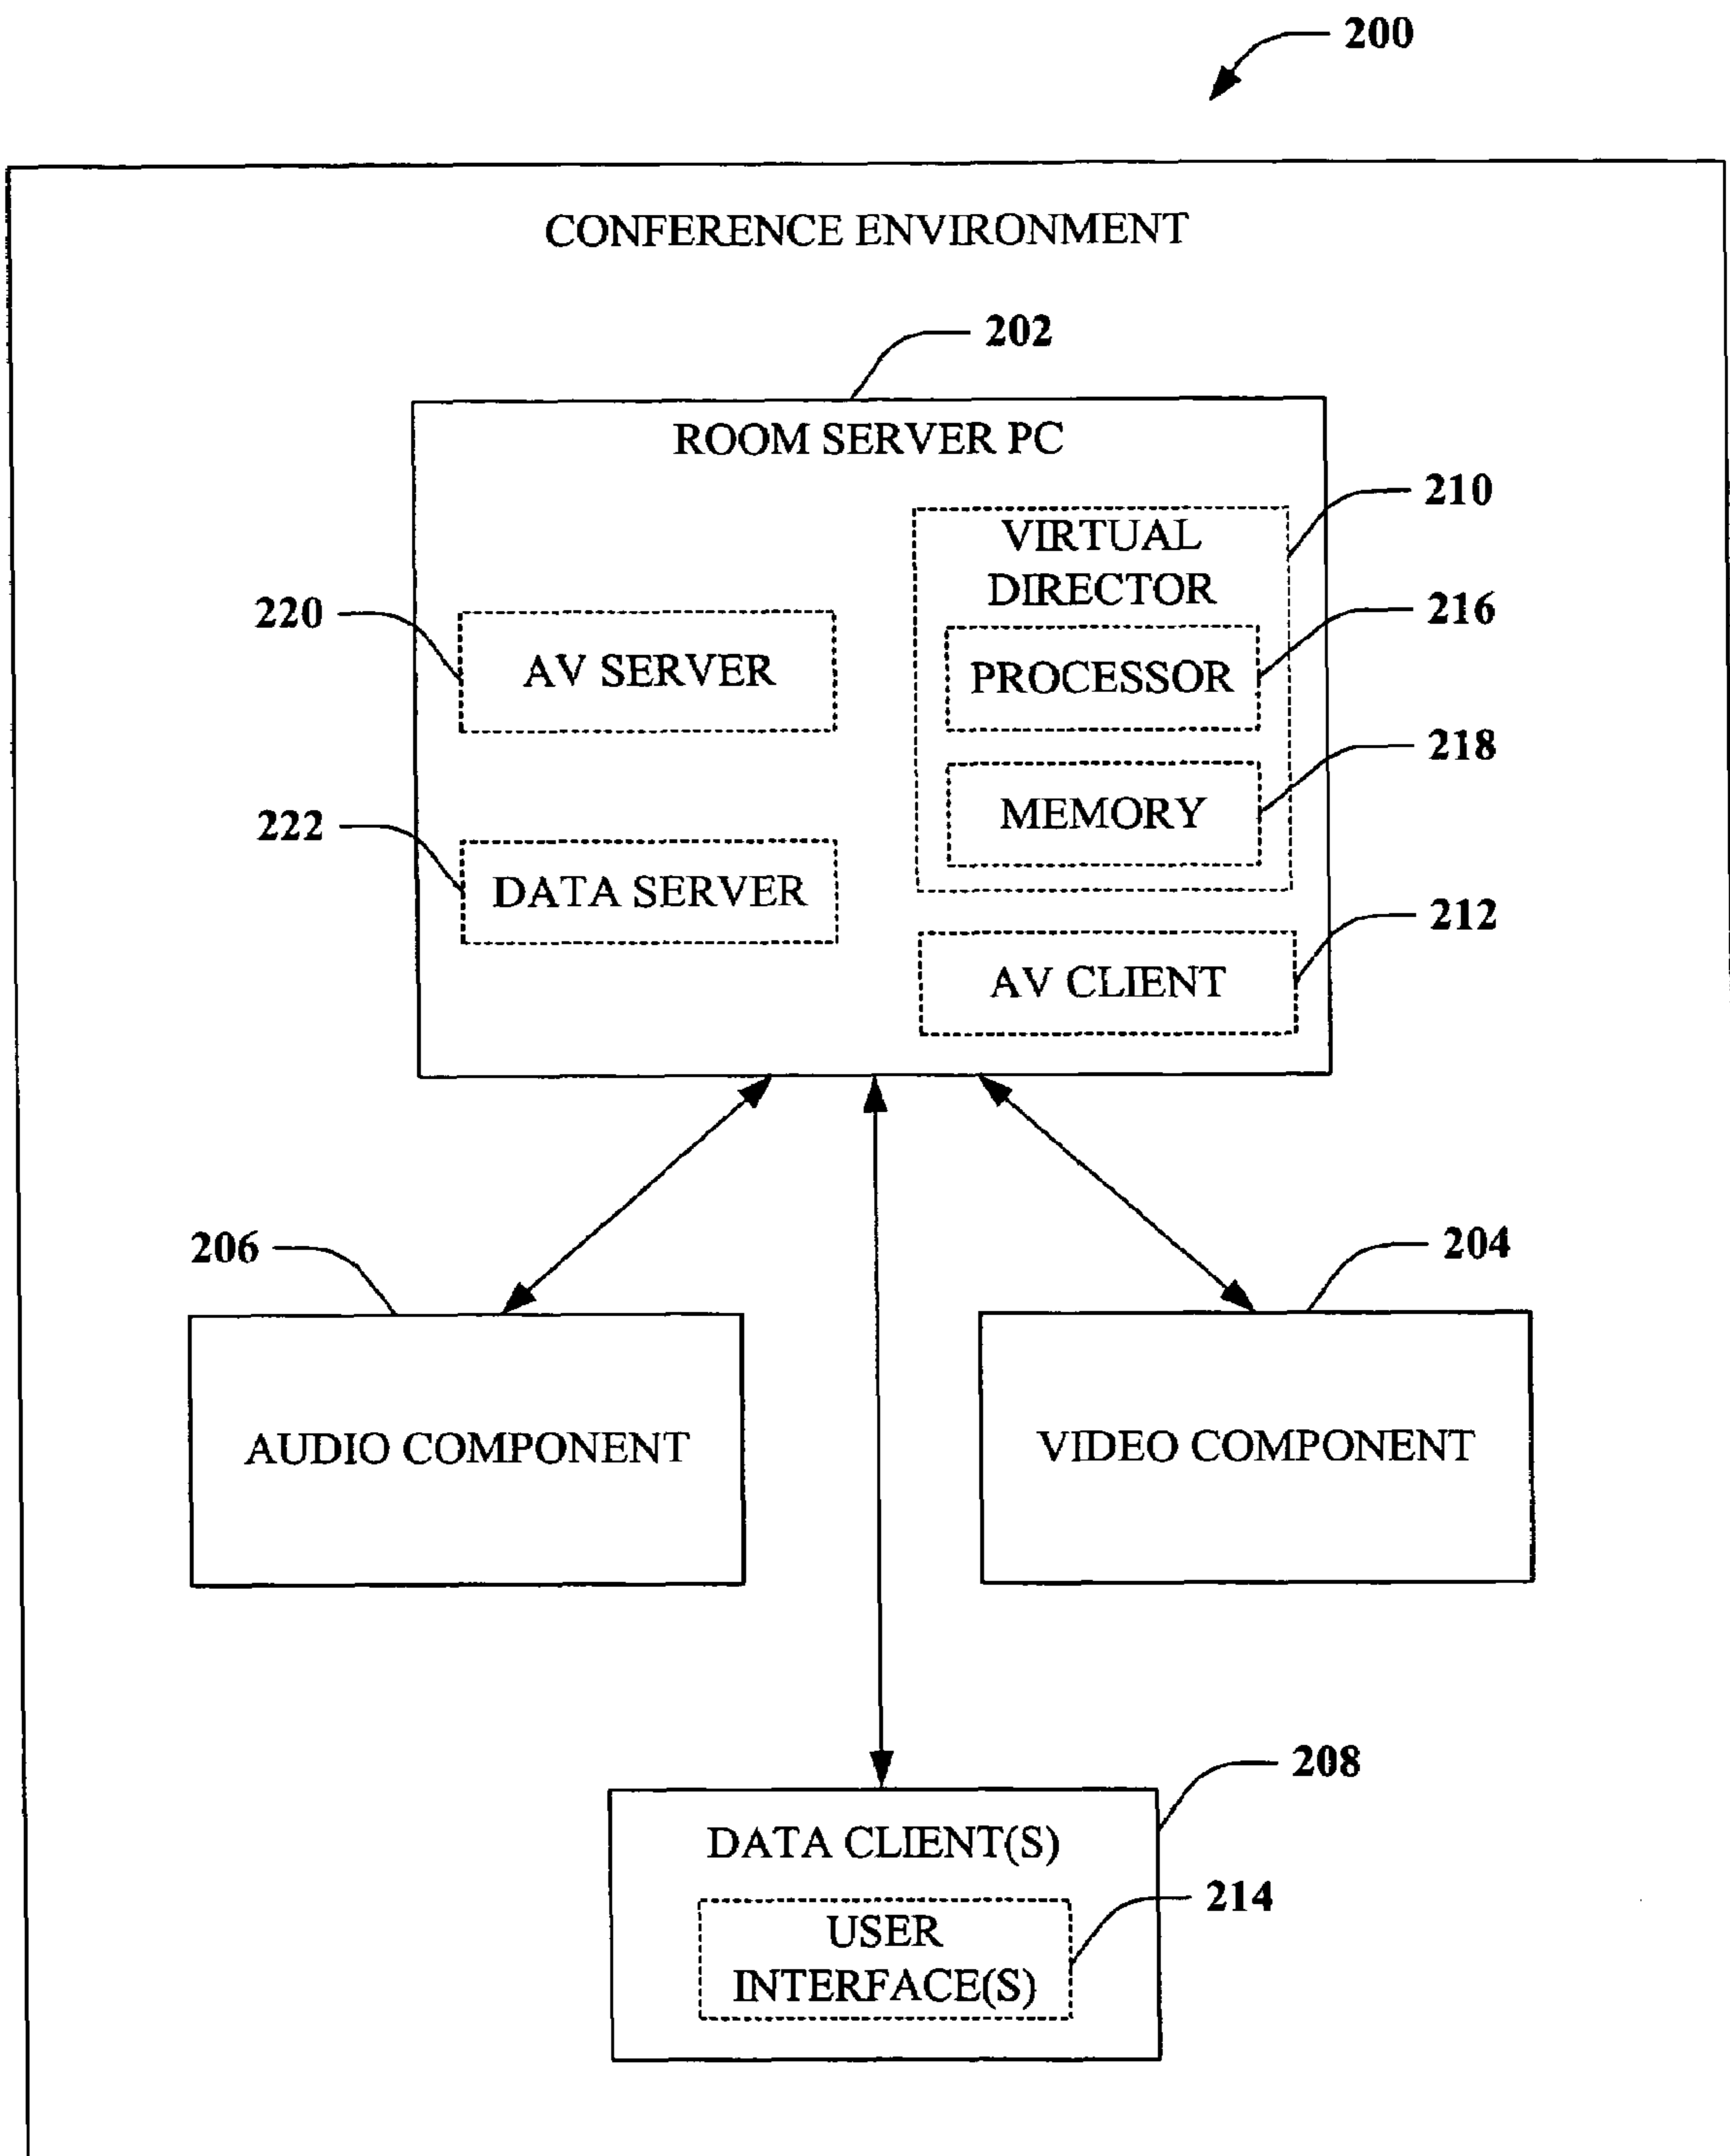 200
CONFERENCE ENVIRONMENT
202
ROOM SERVER PC
210
VIRTUAL
DIRECTOR
216
PROCESSOR
218
MEMORY
220
AV SERVER
222
DATA SERVER
212
AV CLIENT
206
AUDIO COMPONENT
204
VIDEO COMPONENT
208
DATA CLIENT(S)
214
USER
INTERFACE(S)